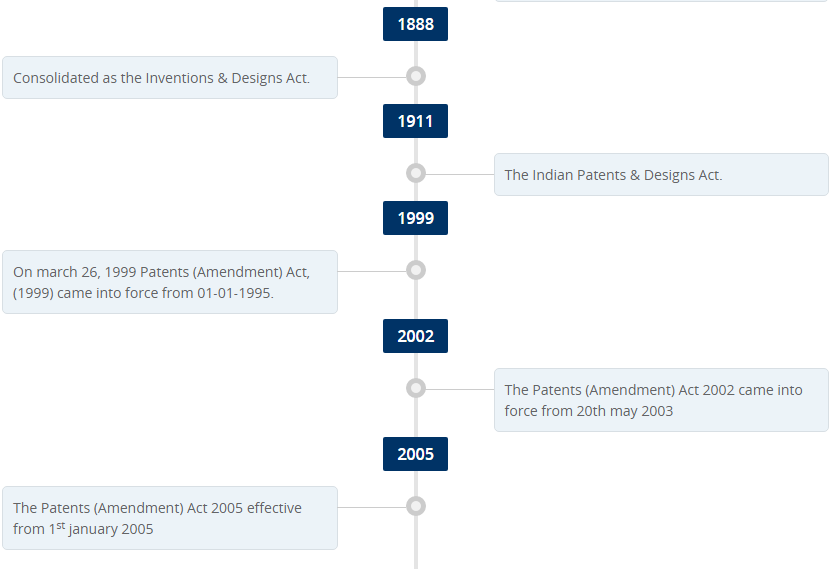 1888
Consolidated as the Inventions & Designs Act.
1911
The Indian Patents & Designs Act.
1999
On march 26, 1999 Patents (Amendment) Act,
(1999) came into force from 01-01-1995.
2002
The Patents (Amendment) Act 2002 came into
force from 20th may 2003
2005
The Patents (Amendment) Act 2005 effective
from 1st january 2005